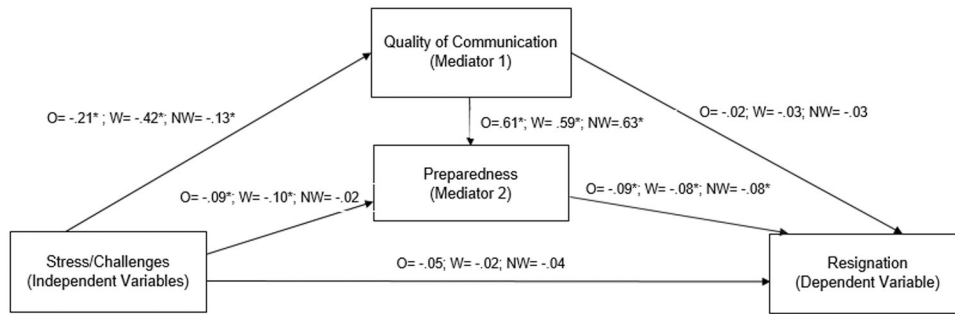 Quality of Communication
(Mediator 1)
O= -.21* ; W= -.42*; NW= -.13*
O= -.02; W= -.03; NW= -.03
O=.61*; W= .59*; NW=.63*
Preparedness
(Mediator 2)
O= -.09*; W= -.10*; NW= -.02
O= -.09*; W= -.08*; NW= -.08*
Stress/Challenges
(Independent Variables)
O= -.05; W= -.02; NW= -.04
Resignation
(Dependent Variable)